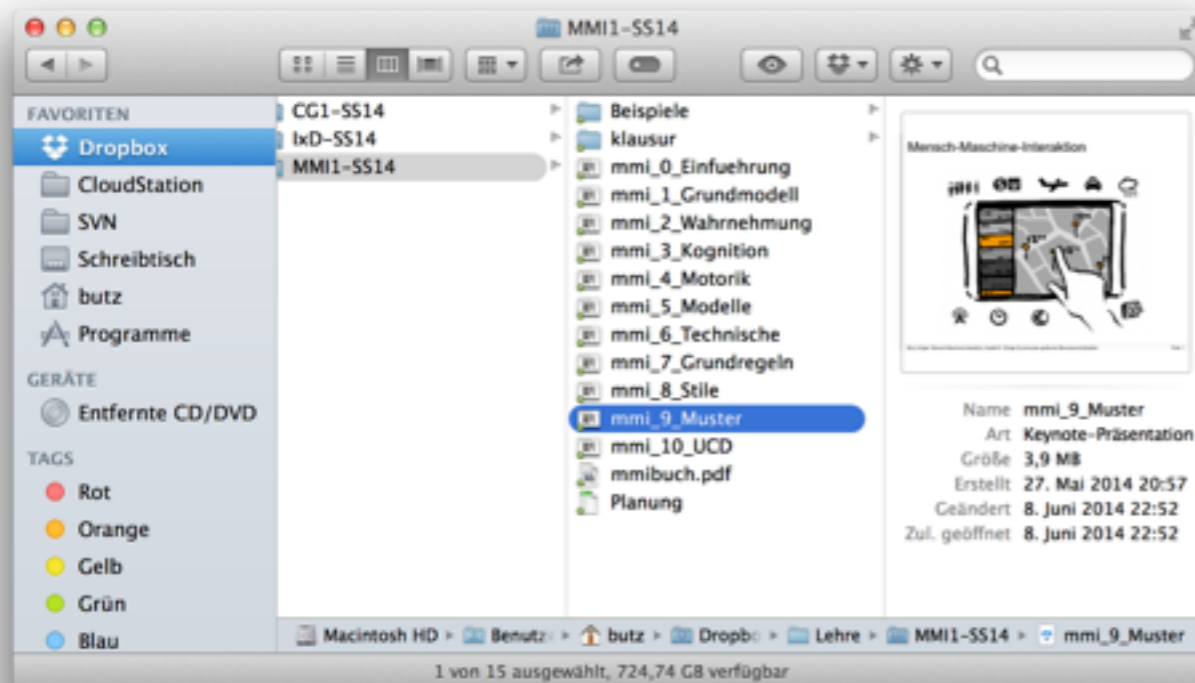 MMI1-SS14
FAVORITEN
Dropbox
CloudStation
SVN
Schreibtisch
butz
Programme
GERÄTE
Entfernte CD/DVD
TAGS
Rot
Orange
Gelb
Grün
Blau
CG1-SS14
IxD-SS14
MMI1-SS14
Beispiele
klausur
mmi_0_Einfuehrung
mmi_1_Grundmodell
mmi_2_Wahrnehmung
mmi_3_Kognition
mmi_4_Motorik
mmi_5_Modelle
mmi_6_Technische
mmi_7_Grundregeln
mmi_8_Stile
mmi_9_Muster
mmi_10_UCD
mmibuch.pdf
Planung
Mensch-Maschine-Interaktion
Name mmi_9_Muster
Art Keynote-Präsentation
Größe 3,9 MB
Erstellt 27. Mai 2014 20:57
Geändert 8. Juni 2014 22:52
Zul. geöffnet 8. Juni 2014 22:52
Macintosh HD ▸ Benutz ▸ butz ▸ Dropbo ▸ Lehre ▸ MMI1-SS14 ▸ mmi_9_Muster
1 von 15 ausgewählt, 724,74 GB verfügbar